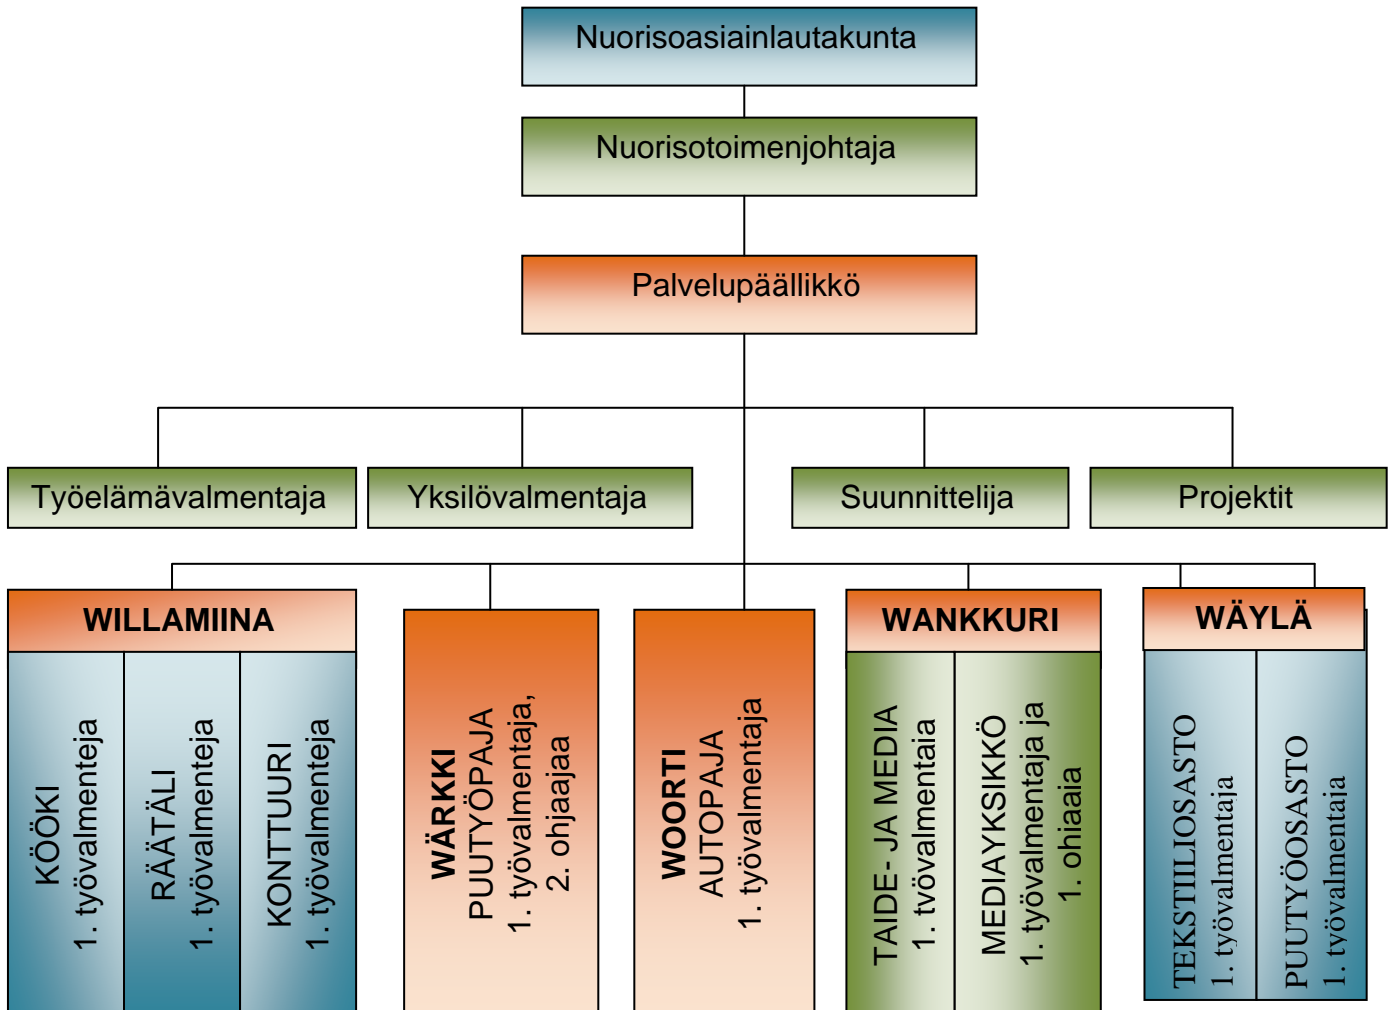 Nuorisoasiainlautakunta
Nuorisotoimenjohtaja
Palvelupäällikkö
Työelämävalmentaja
Yksilövalmentaja
Suunnittelija
Projektit
WILLAMIINA
KÖÖKI
1. työvalmenteja
RÄÄTÄLI
1. työvalmenteja
KONTTUURI
1. työvalmenteja
WÄRKKI
PUUTYÖPAJA
1. työvalmentaja,
2. ohjaajaa
WOORTI
AUTOPAJA
1. työvalmentaja
WANKKURI
TAIDE- JA MEDIA
1. työvalmentaja
MEDIAYKSIKKÖ
1. työvalmentaja ja
1. ohjaaja
WÄYLÄ
TEKSTIILIOSASTO
1. työvalmentaja
PUUTYÖOSASTO
1. työvalmentaja